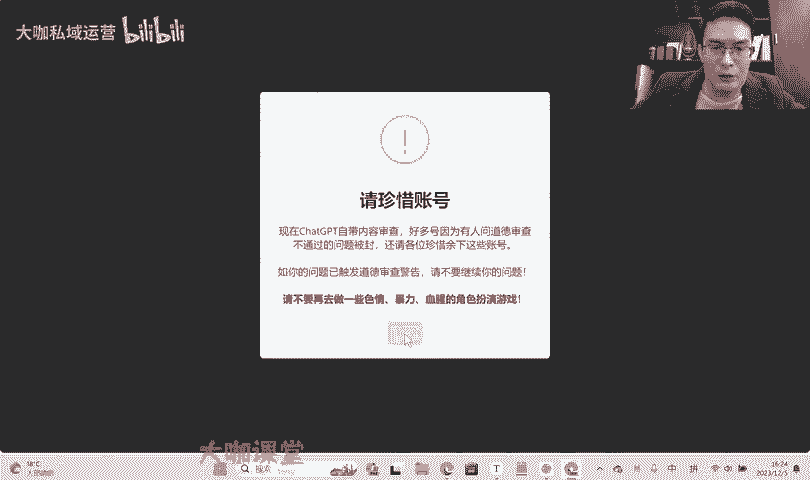 大咖私域运营 bilibili
请珍惜账号
现在ChatGPT自带内容审查，好多号因为有人问道德审查
不通过的问题被封，还请各位珍惜余下这些账号。
如你的问题已触发道德审查警告，请不要继续你的问题！
请不要再去做一些色情、暴力、血腥的角色扮演游戏！
大咖课堂
搜索
中
拼
16:24
2023/12/5